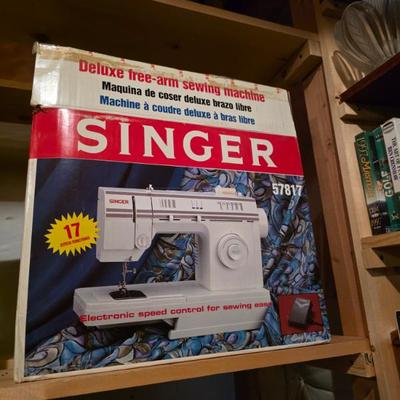 Deluxe free-arm sewing machine
Maquina de coser deluxe brazo libre
Machine à coudre deluxe à bras libre
SINGER
57817
SINGER
17
Electronic speed control for sewing ease
GOLF